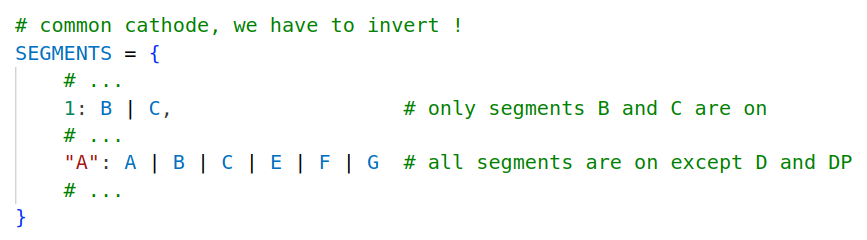 # common cathode, we have to invert !
SEGMENTS = {
    # ...
    1: B | C,                   # only segments B and C are on
    # ...
    "A": A | B | C | E | F | G  # all segments are on except D and DP
    # ...
}